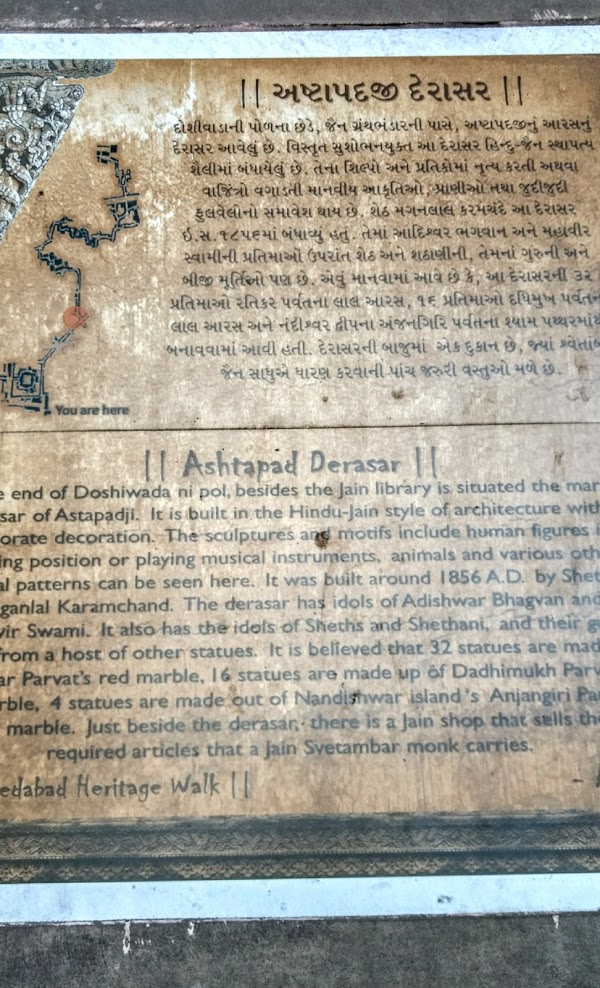 || અષ્ટાપદજી દેરાસર ||
દોશીવાડાની પોળના છેડે, જૈન ગ્રંથભંડારની પાસે, અષ્ટાપદજીનું આરસનું
દેરાસર આવેલું છે. વિસ્તૃત સુશોભનયુક્ત આ દેરાસર હિન્દુ-જૈન સ્થાપત્ય
શૈલીમાં બંધાયેલું છે. તેના શિલ્પો અને પ્રતિકોમાં નૃત્ય કરતી અથવા
વાજિંત્રો વગાડતી માનવીય આકૃતિઓ, પ્રાણીઓ તથા જુદીજુદી
ફૂલવેલોનો સમાવેશ થાય છે. શેઠ મગનલાલ કરમચંદે આ દેરાસર
ઇ.સ.૧૮૫૬માં બંધાવ્યું હતું. તેમાં આદિશ્વર ભગવાન અને મહાવીર
સ્વામીની પ્રતિમાઓ ઉપરાંત શેઠ અને શઠાણીની, તેમનાં ગુરુની અને
બીજી મૂર્તિઓ પણ છે. એવું માનવામાં આવે છે કે, આ દેરાસરની ૩૨
પ્રતિમાઓ રતિકર પર્વતના લાલ આરસ, ૧૬ પ્રતિમાઓ દધિમુખ પર્વતન
લાલ આરસ અને નંદીશ્વર દ્વીપના અંજનગિરિ પર્વતના શ્યામ પથ્થરમાંથ
બનાવવામાં આવી હતી. દેરાસરની બાજુમાં એક દુકાન છે, જ્યાં શ્વેતાંબ
જૈન સાધુએ ધારણ કરવાની પાંચ જરુરી વસ્તુઓ મળે છે.
You are here
|| Ashtapad Derasar ||
e end of Doshiwada ni pol, besides the Jain library is situated the mar
sar of Astapadji. It is built in the Hindu-Jain style of architecture with
orate decoration. The sculptures and motifs include human figures i
ing position or playing musical instruments, animals and various oth
al patterns can be seen here. It was built around 1856 A.D. by Shet
ganlal Karamchand. The derasar has idols of Adishwar Bhagvan and
vir Swami. It also has the idols of Sheths and Shethani, and their g
from a host of other statues. It is believed that 32 statues are mad
ar Parvat's red marble, 16 statues are made up of Dadhimukh Parv
rble, 4 statues are made out of Nandishwar island's Anjangiri Pa
marble. Just beside the derasar, there is a Jain shop that sells the
required articles that a Jain Svetambar monk carries.
edabad Heritage Walk ||